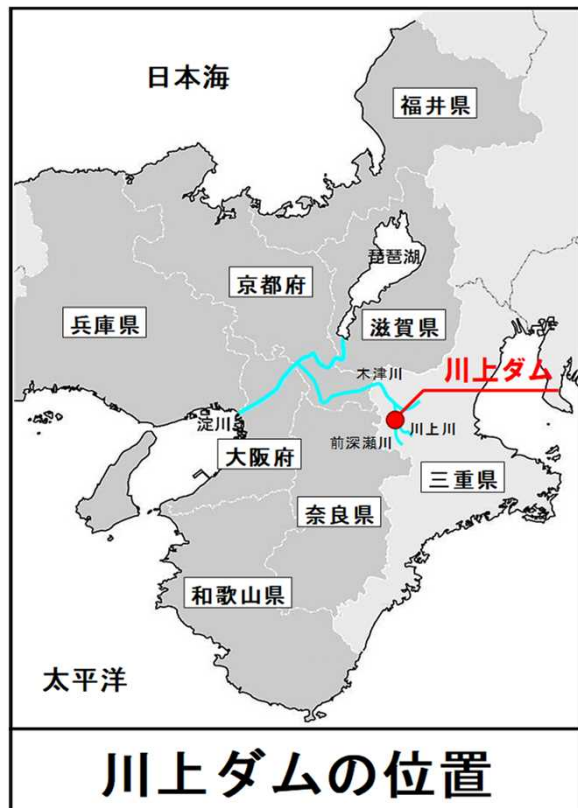 日本海
福井県
琵琶湖
京都府
兵庫県
滋賀県
木津川
川上ダム
淀川
川上川
前深瀬川
大阪府
三重県
奈良県
和歌山県
太平洋
川上ダムの位置